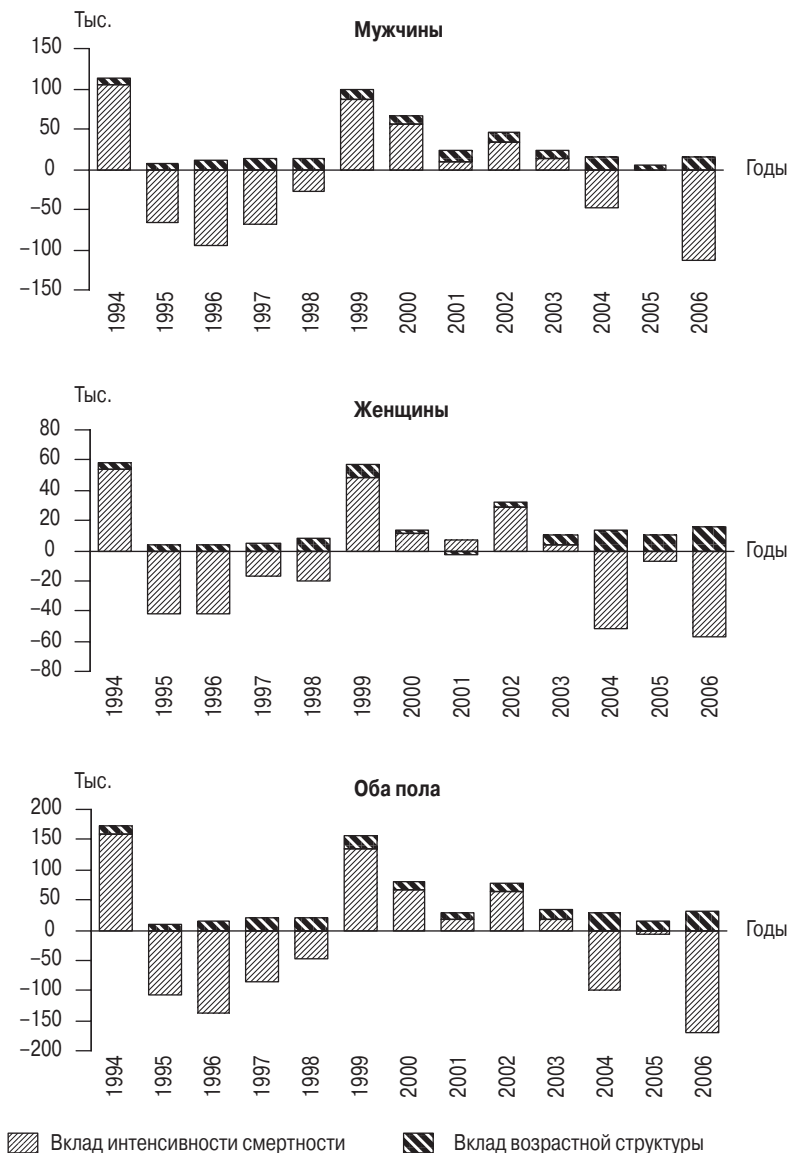 Тыс.
Мужчины
150
100
50
0
–50
–100
–150
Годы
1994 1995 1996 1997 1998 1999 2000 2001 2002 2003 2004 2005 2006
Тыс.
Женщины
80
60
40
20
0
–20
–40
–60
–80
Годы
1994 1995 1996 1997 1998 1999 2000 2001 2002 2003 2004 2005 2006
Тыс.
Оба пола
200
150
100
50
0
–50
–100
–150
–200
Годы
1994 1995 1996 1997 1998 1999 2000 2001 2002 2003 2004 2005 2006
Вклад интенсивности смертности Вклад возрастной структуры